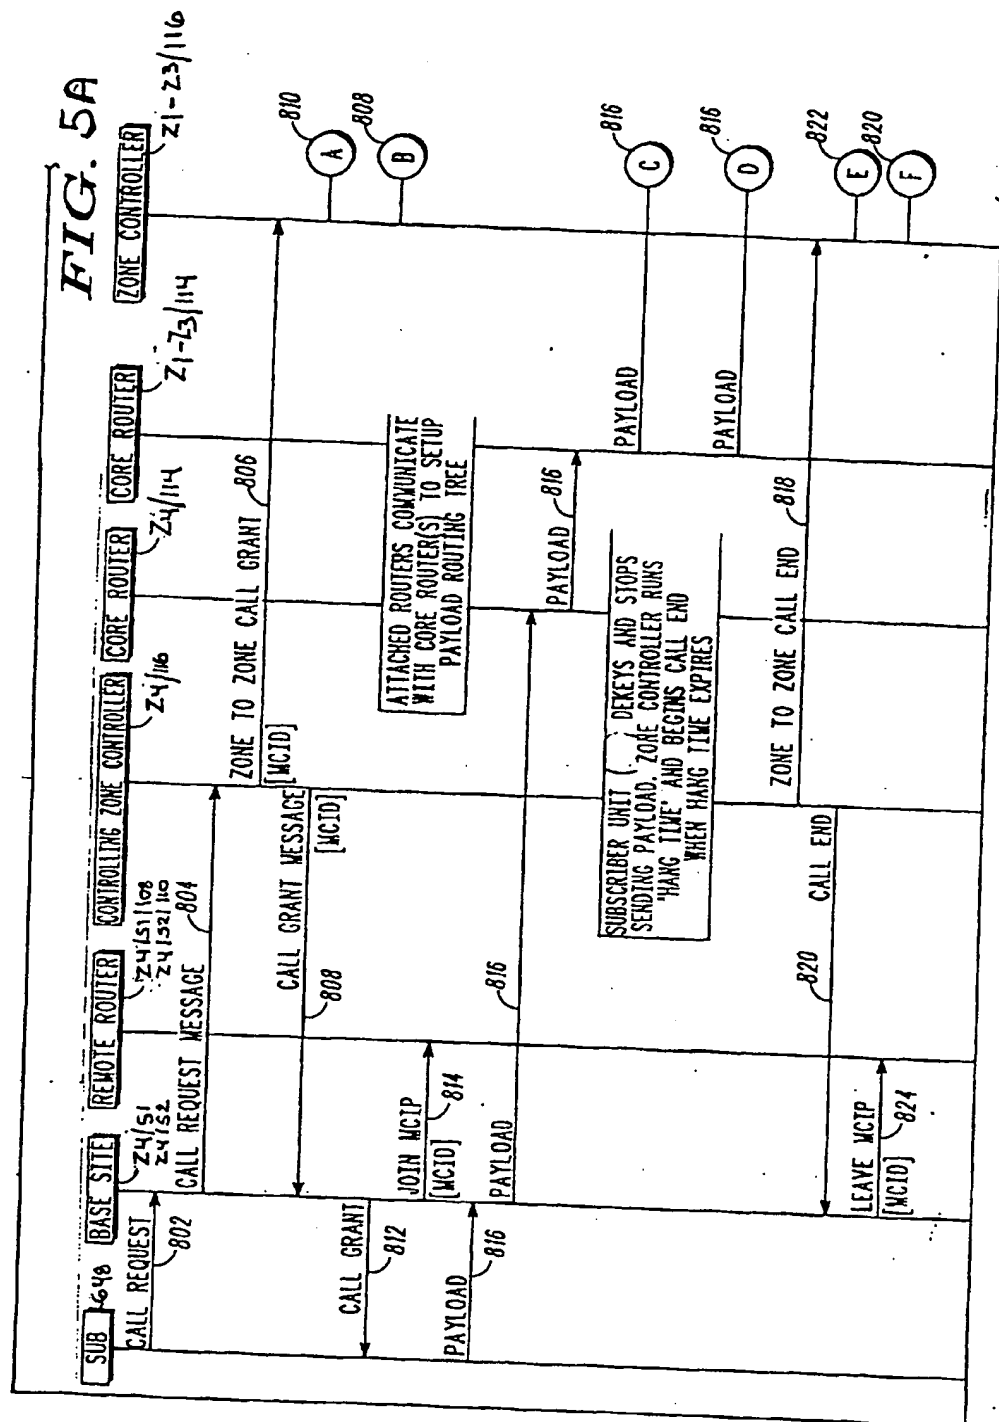 FIG. 5A
SUB
648
BASE SITE
Z4/S1
Z4/S2
REMOTE ROUTER
Z4/S1/108
Z4/S2/110
CONTROLLING ZONE CONTROLLER
Z4/116
CORE ROUTER
Z4/114
CORE ROUTER
Z1-Z3/114
ZONE CONTROLLER
Z1-Z3/116
CALL REQUEST
802
CALL REQUEST MESSAGE
804
ZONE TO ZONE CALL GRANT
806
[MCID]
CALL GRANT MESSAGE
[MCID]
808
A
810
B
808
CALL GRANT
812
ATTACHED ROUTERS COMMUNICATE
WITH CORE ROUTER(S) TO SETUP
PAYLOAD ROUTING TREE
JOIN MCIP
[MCID]
814
PAYLOAD
816
PAYLOAD
816
PAYLOAD
816
PAYLOAD
C
816
PAYLOAD
D
816
SUBSCRIBER UNIT ( ) DEKEYS AND STOPS
SENDING PAYLOAD. ZONE CONTROLLER RUNS
"HANG TIME" AND BEGINS CALL END
WHEN HANG TIME EXPIRES
ZONE TO ZONE CALL END
818
CALL END
820
E
822
F
820
LEAVE MCIP
[MCID]
824